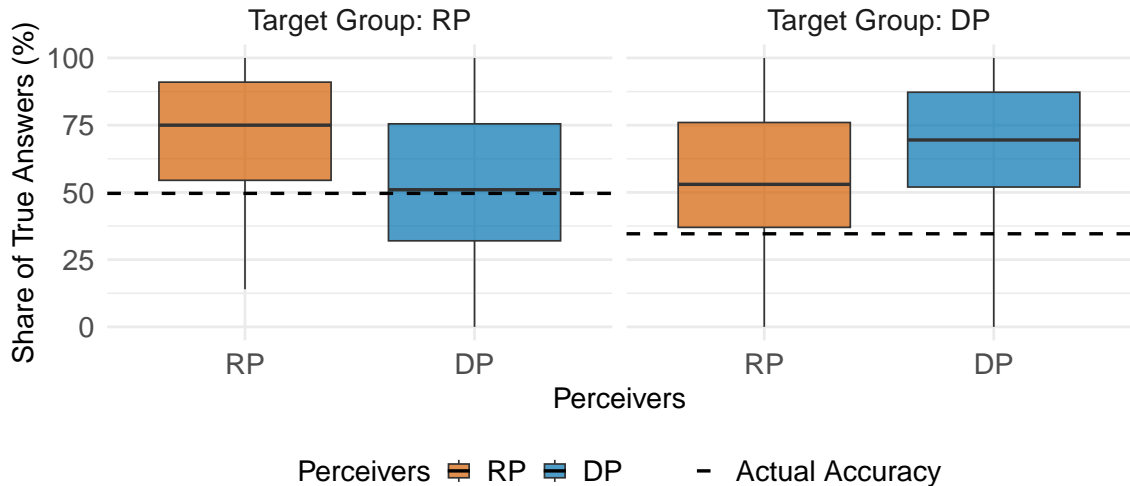 Target Group: RP
Target Group: DP
Share of True Answers (%)
100
75
50
25
0
RP
DP
RP
DP
Perceivers
Perceivers RP DP Actual Accuracy